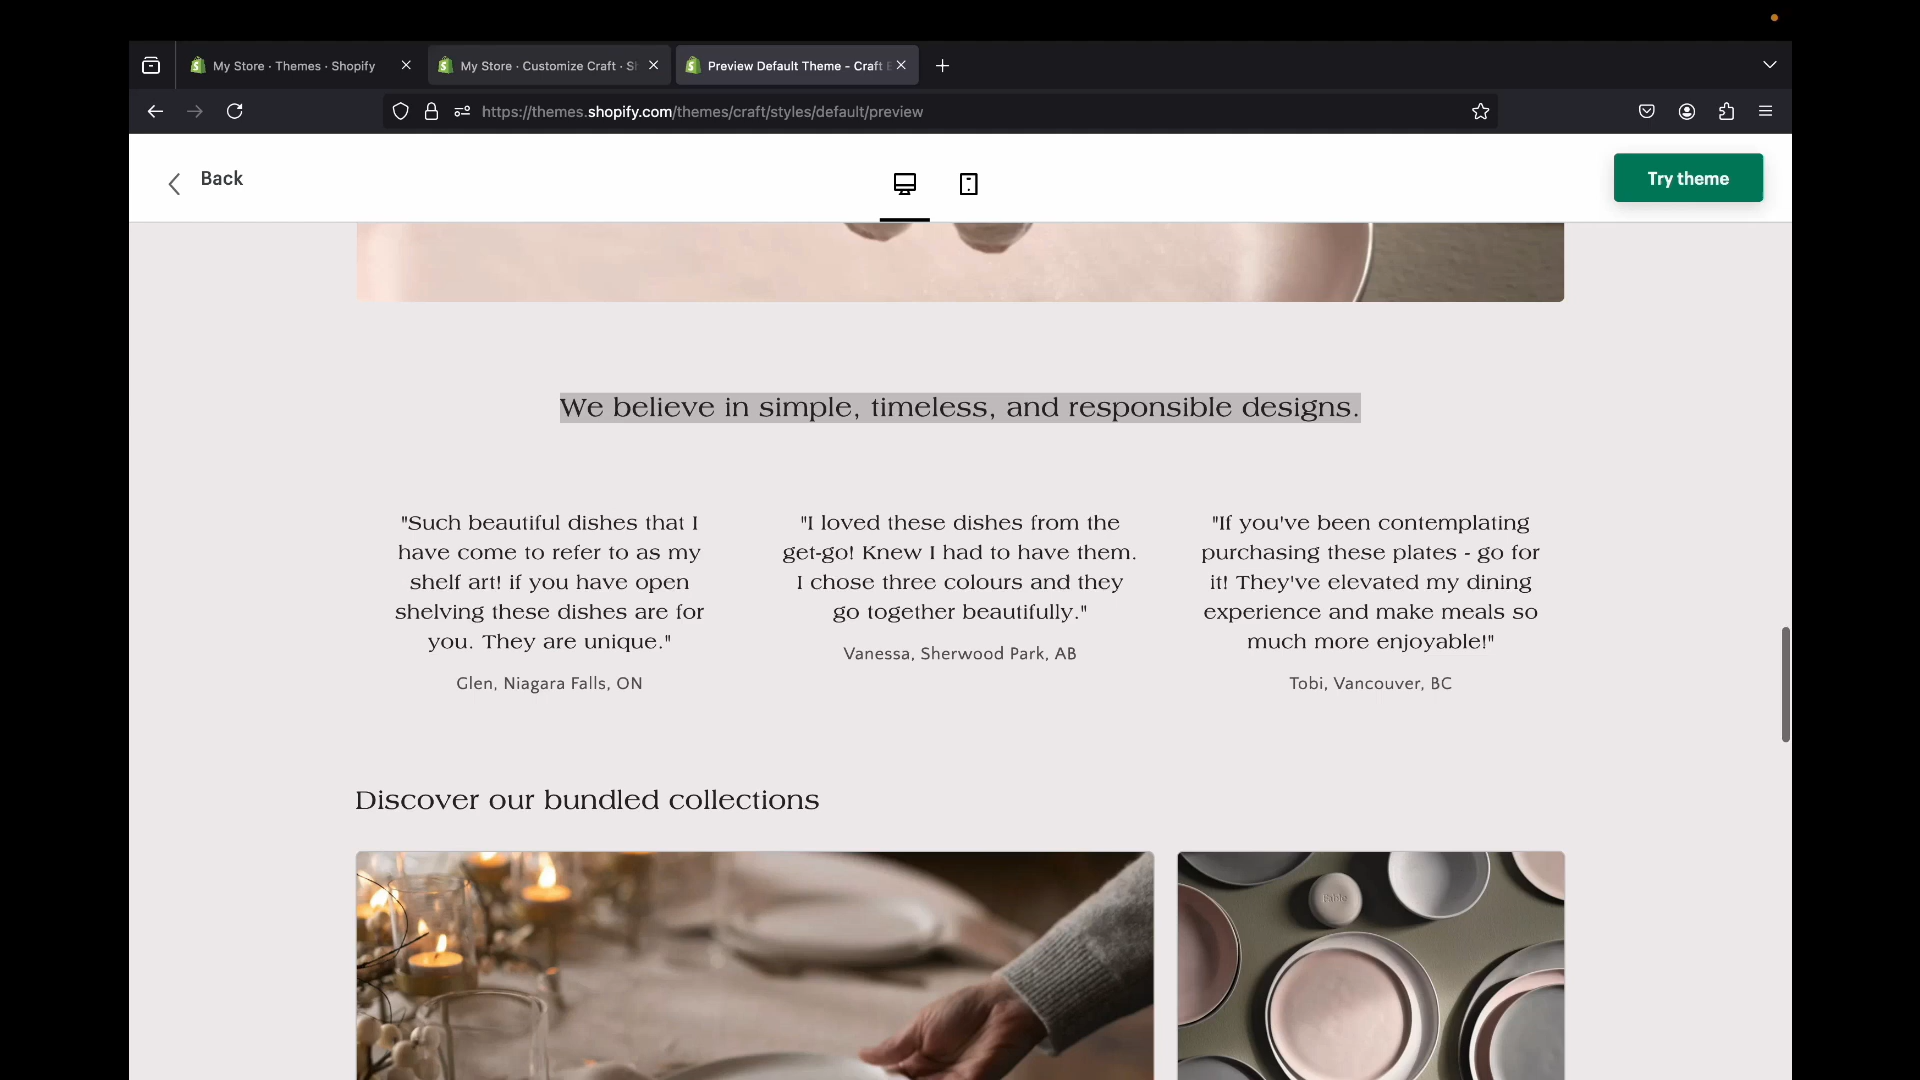 My Store · Themes · Shopify
My Store · Customize Craft · Sh
Preview Default Theme - Craft E
https://themes.shopify.com/themes/craft/styles/default/preview
Back
Try theme
We believe in simple, timeless, and responsible designs.
"Such beautiful dishes that I
have come to refer to as my
shelf art! if you have open
shelving these dishes are for
you. They are unique."
Glen, Niagara Falls, ON
"I loved these dishes from the
get-go! Knew I had to have them.
I chose three colours and they
go together beautifully."
Vanessa, Sherwood Park, AB
"If you've been contemplating
purchasing these plates - go for
it! They've elevated my dining
experience and make meals so
much more enjoyable!"
Tobi, Vancouver, BC
Discover our bundled collections
Fable